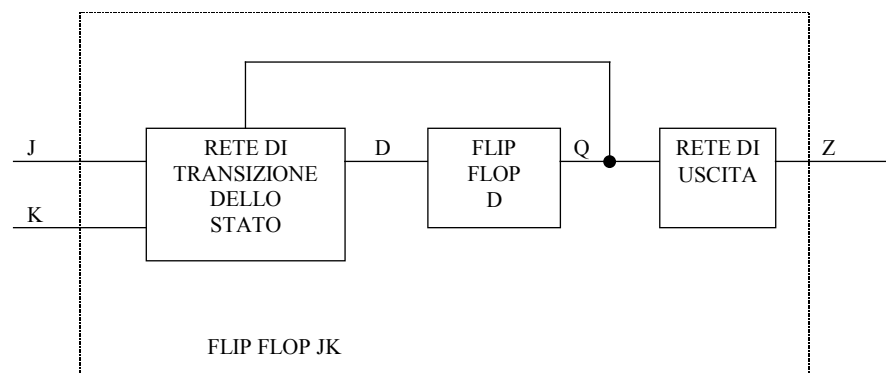 J
K
RETE DI
TRANSIZIONE
DELLO
STATO
D
FLIP
FLOP
D
Q
RETE DI
USCITA
Z
FLIP FLOP JK